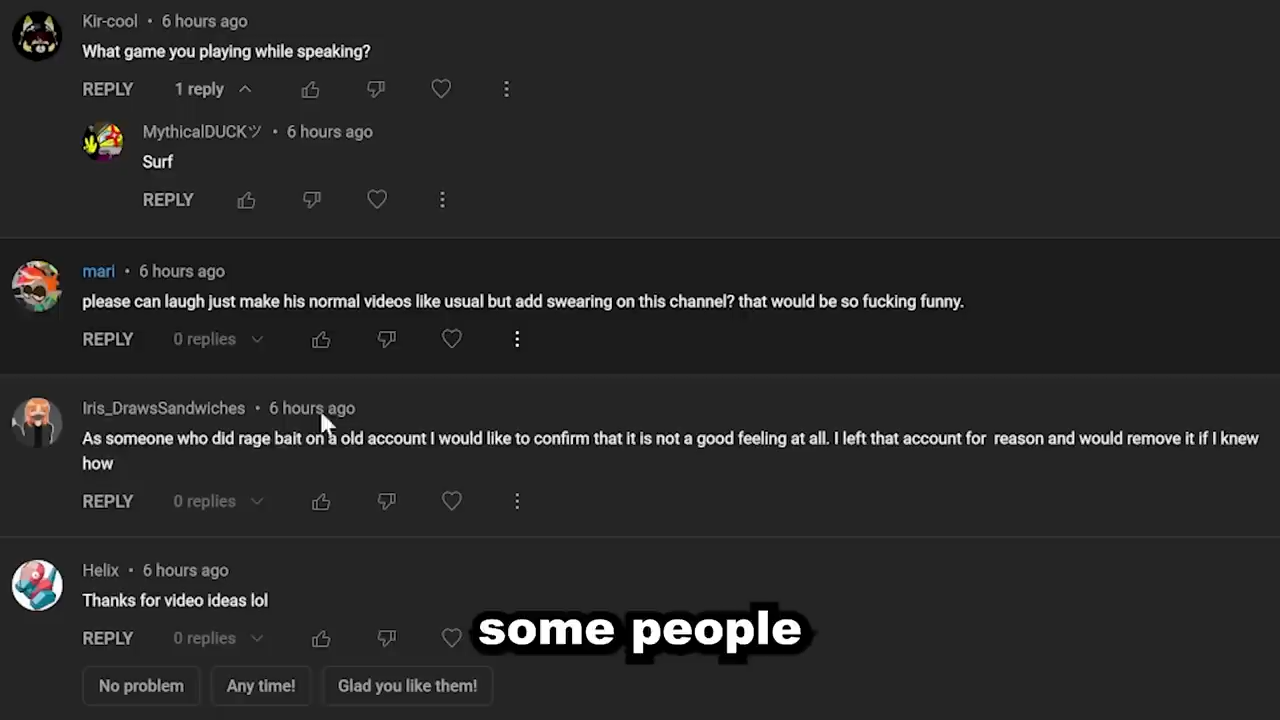 Kir-cool • 6 hours ago
What game you playing while speaking?
REPLY 1 reply
MythicalDUCKツ • 6 hours ago
Surf
REPLY
mari • 6 hours ago
please can laugh just make his normal videos like usual but add swearing on this channel? that would be so fucking funny.
REPLY 0 replies
Iris_DrawsSandwiches • 6 hours ago
As someone who did rage bait on a old account I would like to confirm that it is not a good feeling at all. I left that account for reason and would remove it if I knew
how
REPLY 0 replies
Helix • 6 hours ago
Thanks for video ideas lol
REPLY 0 replies
some people
No problem Any time! Glad you like them!